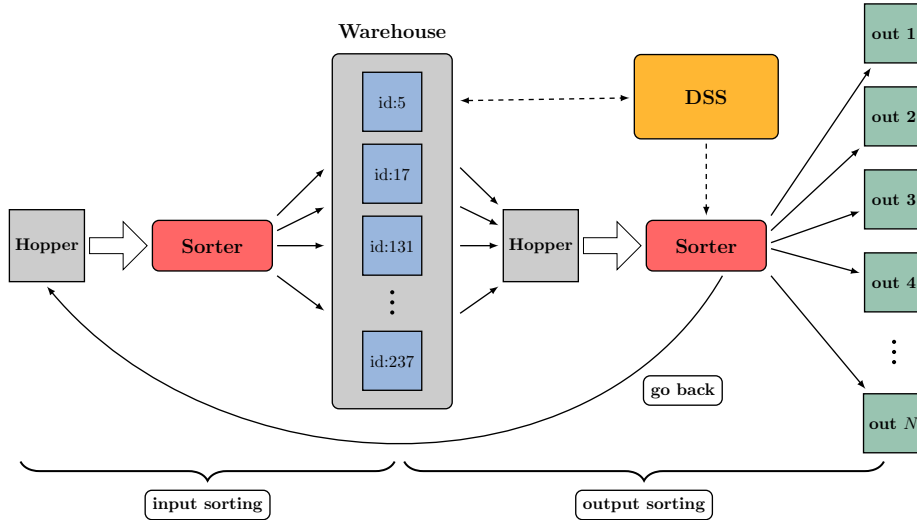 Warehouse
out 1
id:5
DSS
out 2
id:17
out 3
Hopper
Sorter
id:131
Hopper
Sorter
out 4
id:237
go back
out N
input sorting
output sorting